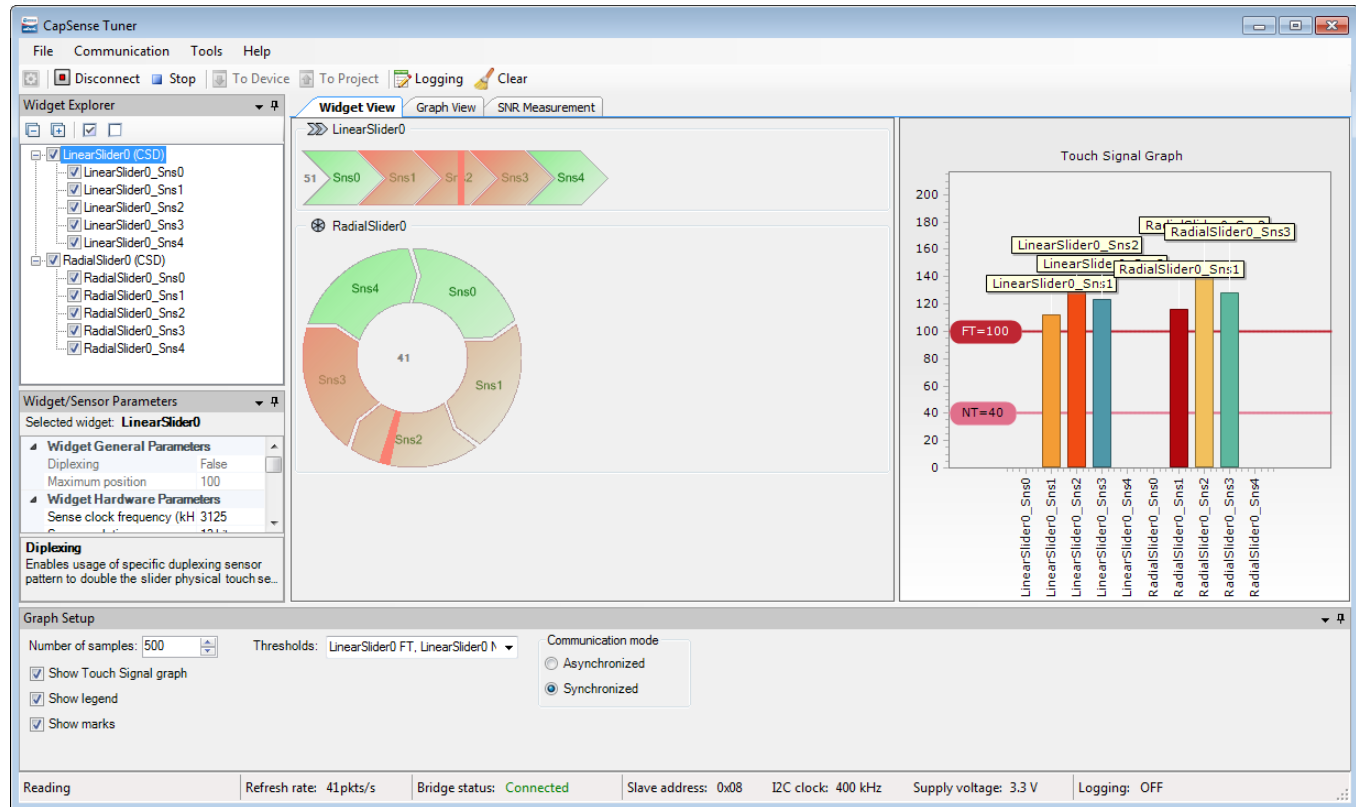 CapSense Tuner
File Communication Tools Help
Disconnect Stop To Device To Project Logging Clear
Widget Explorer
LinearSlider0 (CSD)
LinearSlider0_Sns0
LinearSlider0_Sns1
LinearSlider0_Sns2
LinearSlider0_Sns3
LinearSlider0_Sns4
RadialSlider0 (CSD)
RadialSlider0_Sns0
RadialSlider0_Sns1
RadialSlider0_Sns2
RadialSlider0_Sns3
RadialSlider0_Sns4
Widget/Sensor Parameters
Selected widget: LinearSlider0
Widget General Parameters
Diplexing False
Maximum position 100
Widget Hardware Parameters
Sense clock frequency (kH 3125
Diplexing
Enables usage of specific duplexing sensor
pattern to double the slider physical touch se...
Widget View Graph View SNR Measurement
LinearSlider0
51 Sns0 Sns1 Sns2 Sns3 Sns4
RadialSlider0
Sns4 Sns0
41
Sns3 Sns1
Sns2
Touch Signal Graph
200
180
160
140
120
100
80
60
40
20
0
FT=100
NT=40
RadialSlider0_Sns3
LinearSlider0_Sns2
RadialSlider0_Sns1
LinearSlider0_Sns1
LinearSlider0_Sns0
LinearSlider0_Sns1
LinearSlider0_Sns2
LinearSlider0_Sns3
LinearSlider0_Sns4
RadialSlider0_Sns0
RadialSlider0_Sns1
RadialSlider0_Sns2
RadialSlider0_Sns3
RadialSlider0_Sns4
Graph Setup
Number of samples: 500 Thresholds: LinearSlider0 FT, LinearSlider0 N
Show Touch Signal graph
Show legend
Show marks
Communication mode
Asynchronized
Synchronized
Reading Refresh rate: 41pkts/s Bridge status: Connected Slave address: 0x08 I2C clock: 400 kHz Supply voltage: 3.3 V Logging: OFF